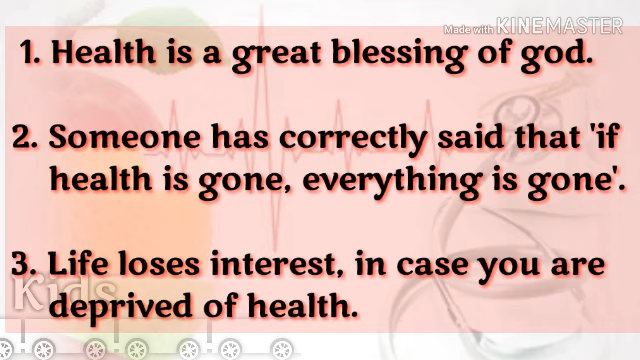 Made with KINEMASTER
1. Health is a great blessing of god.
2. Someone has correctly said that 'if
health is gone, everything is gone'.
3. Life loses interest, in case you are
Kids
deprived of health.